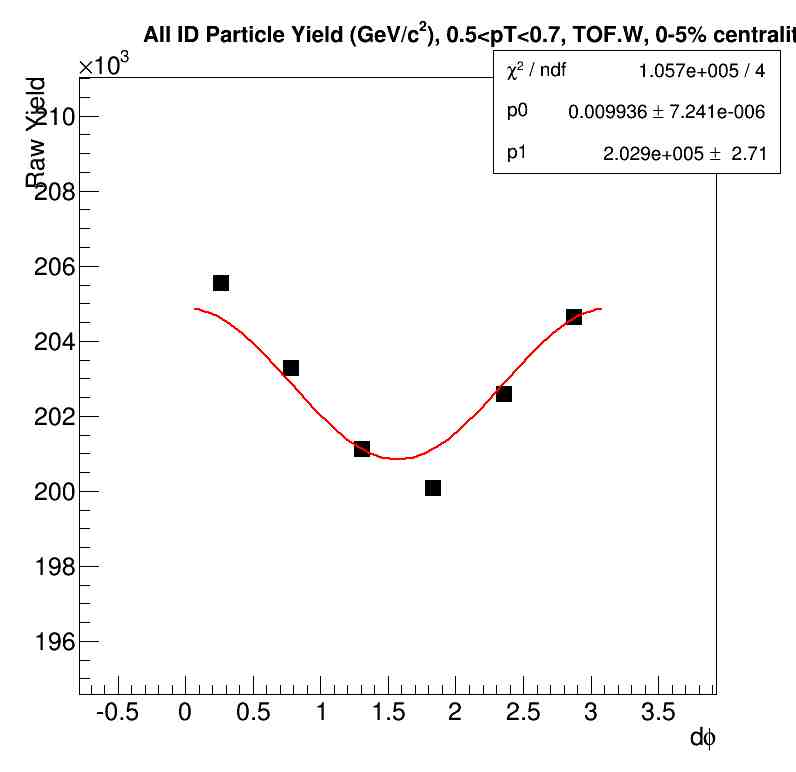 All ID Particle Yield (GeV/c²), 0.5<pT<0.7, TOF.W, 0-5% centralit
×10³
χ² / ndf 1.057e+005 / 4
p0 0.009936 ± 7.241e-006
p1 2.029e+005 ± 2.71
Raw Yield
210
208
206
204
202
200
198
196
-0.5 0 0.5 1 1.5 2 2.5 3 3.5
dϕ